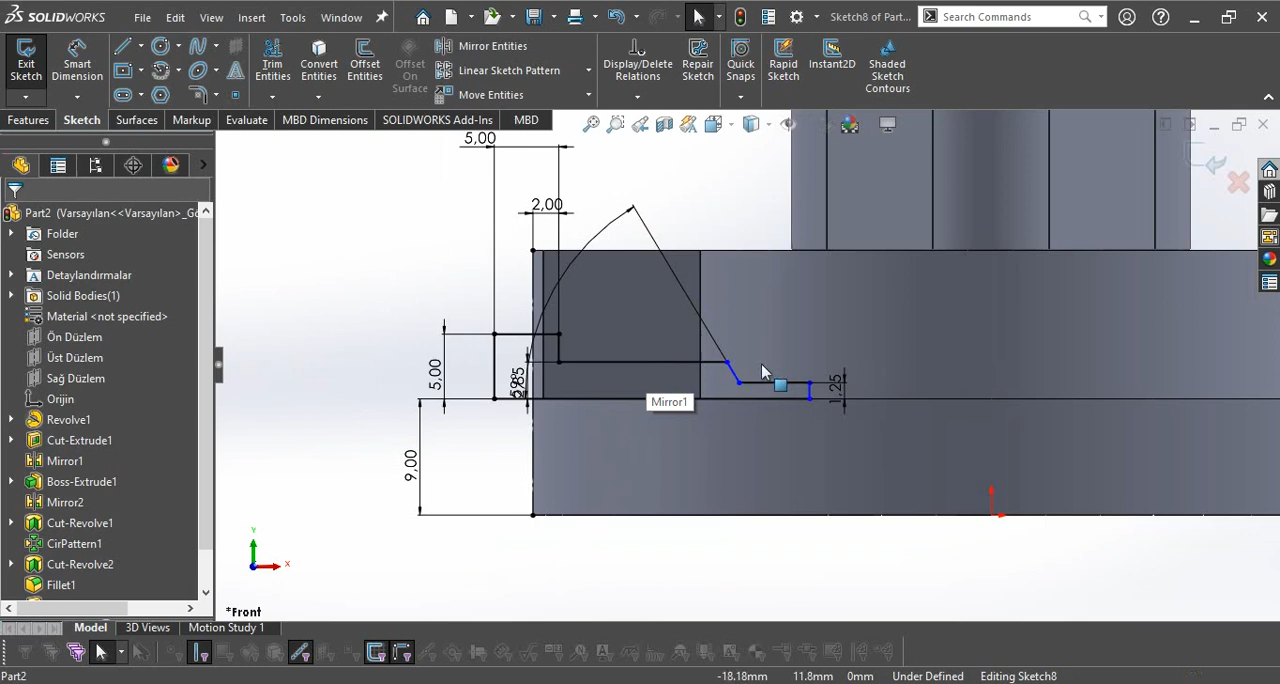 SOLIDWORKS
File
Edit
View
Insert
Tools
Window
Sketch8 of Part...
Search Commands
Exit Sketch
Smart Dimension
Trim Entities
Convert Entities
Offset Entities
Offset On Surface
Mirror Entities
Linear Sketch Pattern
Move Entities
Display/Delete Relations
Repair Sketch
Quick Snaps
Rapid Sketch
Instant2D
Shaded Sketch Contours
Features
Sketch
Surfaces
Markup
Evaluate
MBD Dimensions
SOLIDWORKS Add-Ins
MBD
Part2 (Varsayılan<<Varsayılan>_Gö
Folder
Sensors
Detaylandırmalar
Solid Bodies(1)
Material <not specified>
Ön Düzlem
Üst Düzlem
Sağ Düzlem
Orijin
Revolve1
Cut-Extrude1
Mirror1
Boss-Extrude1
Mirror2
Cut-Revolve1
CirPattern1
Cut-Revolve2
Fillet1
5,00
2,00
5,00
1,25
9,00
Mirror1
Y
X
*Front
Model
3D Views
Motion Study 1
Part2
-18.18mm
11.8mm
0mm
Under Defined
Editing Sketch8